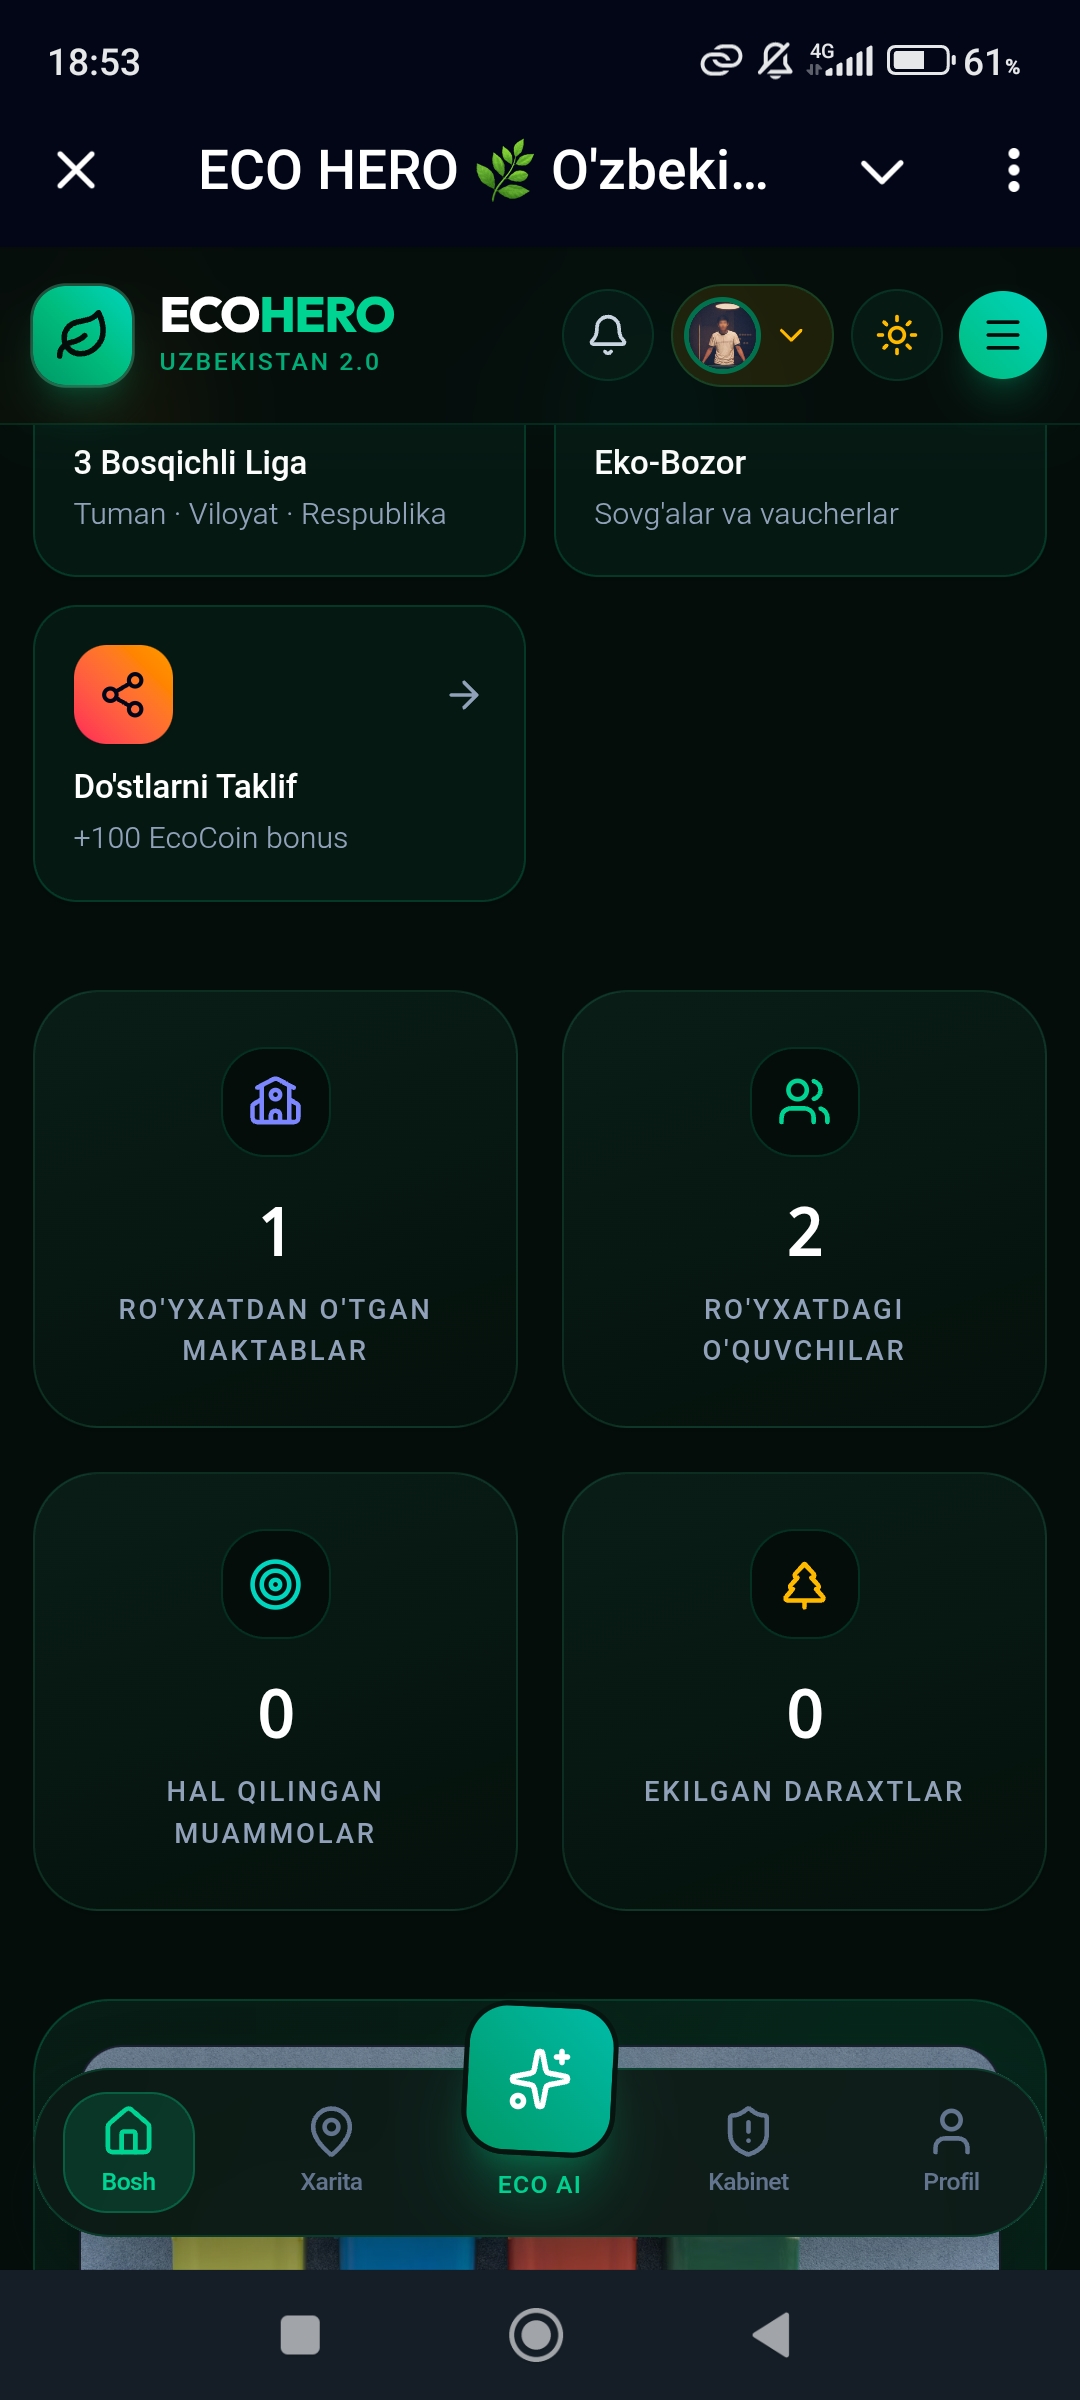 18:53
4G
61%
ECO HERO 🌿 O'zbeki...
ECOHERO
UZBEKISTAN 2.0
3 Bosqichli Liga
Tuman · Viloyat · Respublika
Eko-Bozor
Sovg'alar va vaucherlar
Do'stlarni Taklif
+100 EcoCoin bonus
1
RO'YXATDAN O'TGAN
MAKTABLAR
2
RO'YXATDAGI
O'QUVCHILAR
0
HAL QILINGAN
MUAMMOLAR
0
EKILGAN DARAXTLAR
Bosh
Xarita
ECO AI
Kabinet
Profil